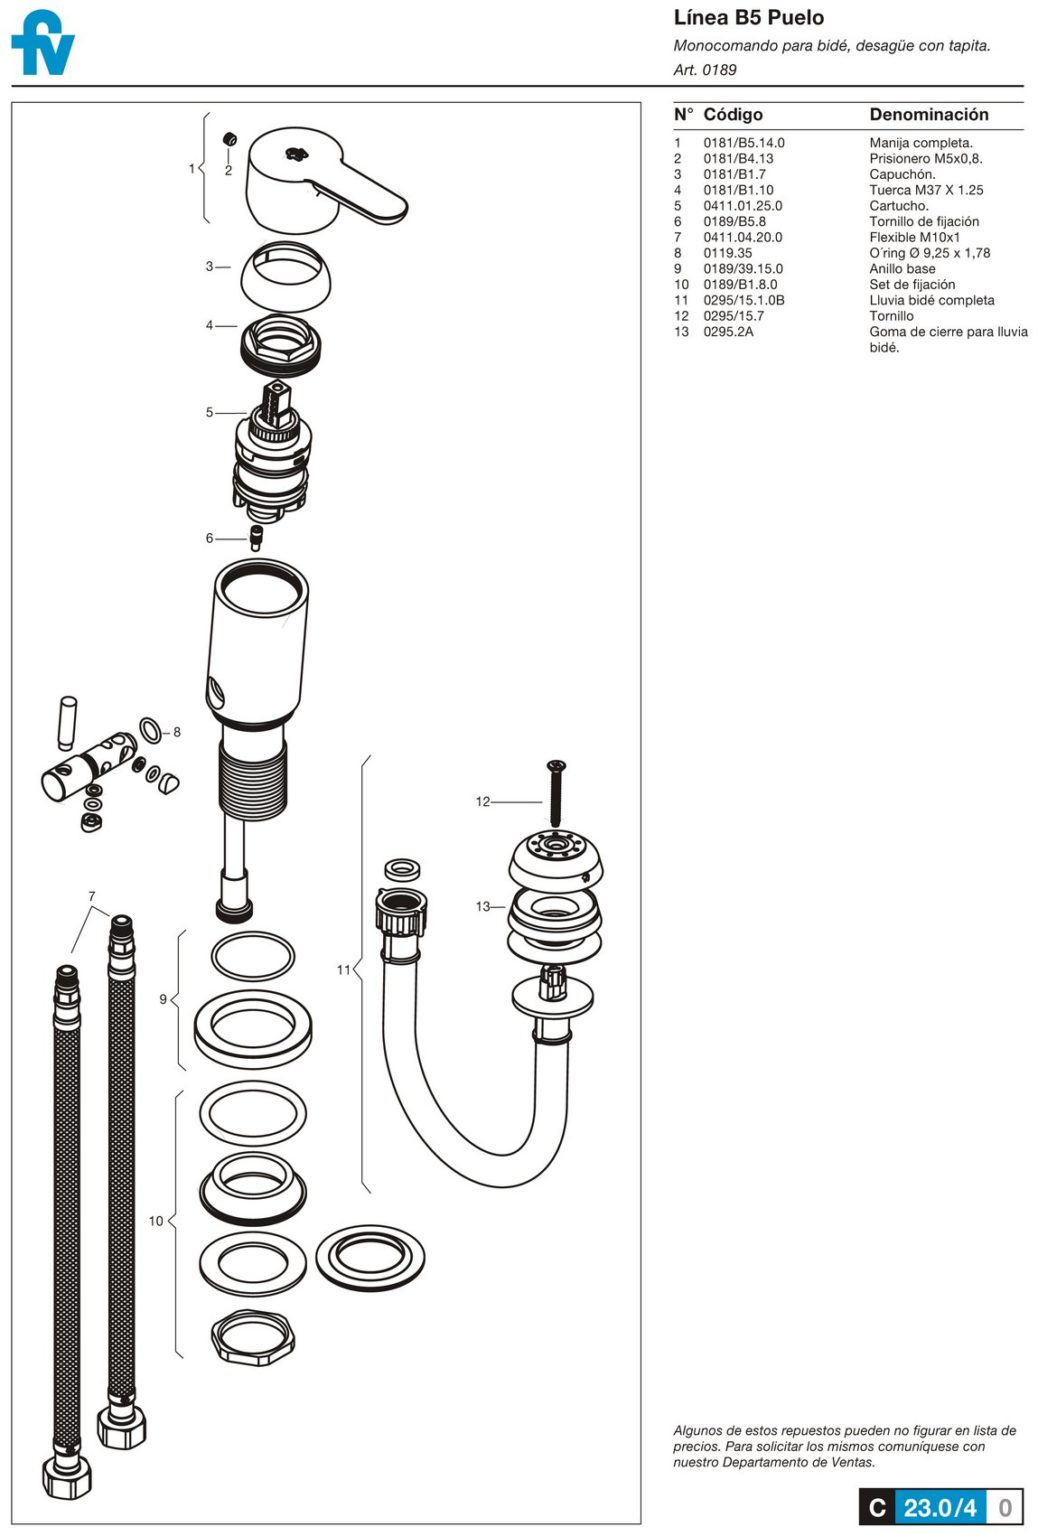 fv
Línea B5 Puelo
Monocomando para bidé, desagüe con tapita.
Art. 0189
N° Código Denominación
1 0181/B5.14.0 Manija completa.
2 0181/B4.13 Prisionero M5x0,8.
3 0181/B1.7 Capuchón.
4 0181/B1.10 Tuerca M37 X 1.25
5 0411.01.25.0 Cartucho.
6 0189/B5.8 Tornillo de fijación
7 0411.04.20.0 Flexible M10x1
8 0119.35 O´ring Ø 9,25 x 1,78
9 0189/39.15.0 Anillo base
10 0189/B1.8.0 Set de fijación
11 0295/15.1.0B Lluvia bidé completa
12 0295/15.7 Tornillo
13 0295.2A Goma de cierre para lluvia
bidé.
1
2
3
4
5
6
8
12
7
13
11
9
10
Algunos de estos repuestos pueden no figurar en lista de
precios. Para solicitar los mismos comuníquese con
nuestro Departamento de Ventas.
C 23.0/4 0